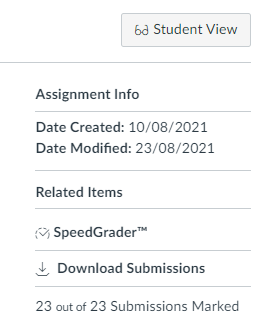 Student View
Assignment Info
Date Created: 10/08/2021
Date Modified: 23/08/2021
Related Items
SpeedGrader™
Download Submissions
23 out of 23 Submissions Marked